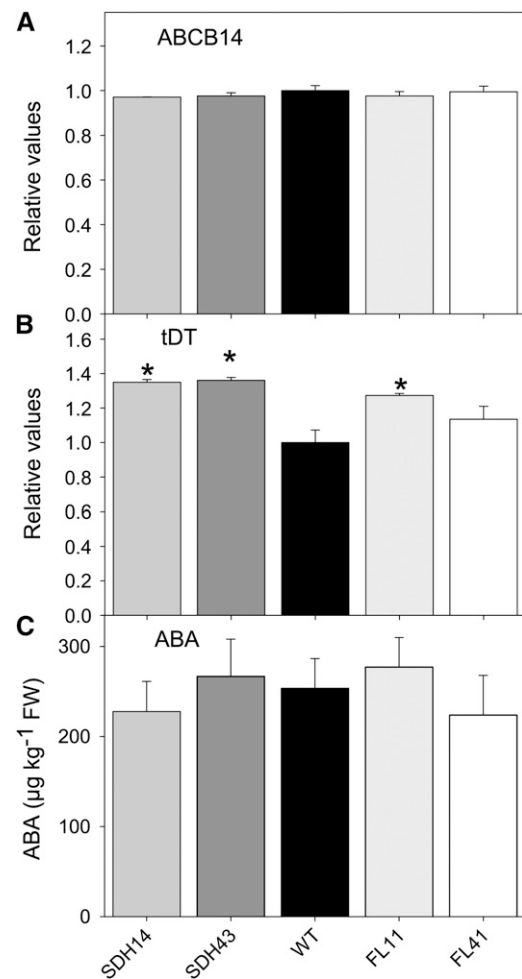 A
ABCB14
Relative values
1.2
1.0
0.8
0.6
0.4
0.2
0.0
B
tDT
Relative values
1.6
1.4
1.2
1.0
0.8
0.6
0.4
0.2
0.0
* * *
C
ABA
ABA (µg kg⁻¹ FW)
300
200
100
0
SDH14 SDH43 WT FL11 FL41